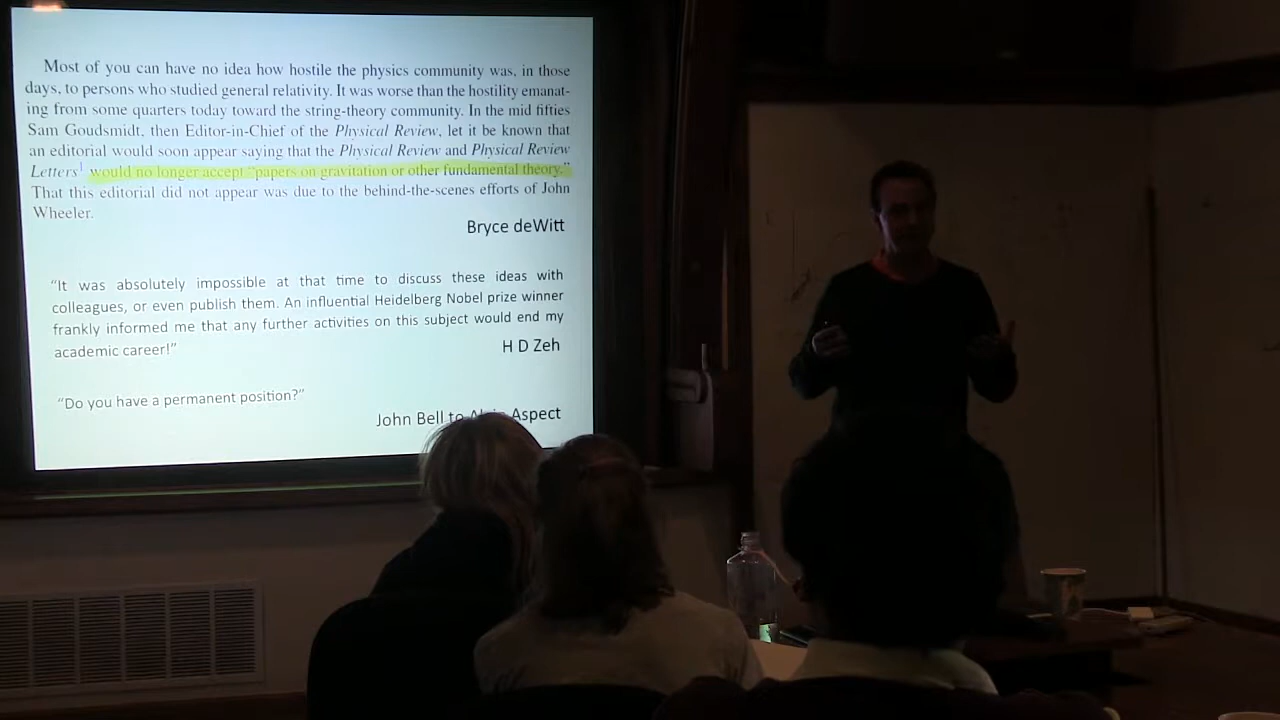 Most of you can have no idea how hostile the physics community was, in those
days, to persons who studied general relativity. It was worse than the hostility emanat-
ing from some quarters today toward the string-theory community. In the mid fifties
Sam Goudsmidt, then Editor-in-Chief of the Physical Review, let it be known that
an editorial would soon appear saying that the Physical Review and Physical Review
Letters¹ would no longer accept "papers on gravitation or other fundamental theory."
That this editorial did not appear was due to the behind-the-scenes efforts of John
Wheeler.
Bryce deWitt
"It was absolutely impossible at that time to discuss these ideas with
colleagues, or even publish them. An influential Heidelberg Nobel prize winner
frankly informed me that any further activities on this subject would end my
academic career!"
H D Zeh
"Do you have a permanent position?"
John Bell to Alain Aspect